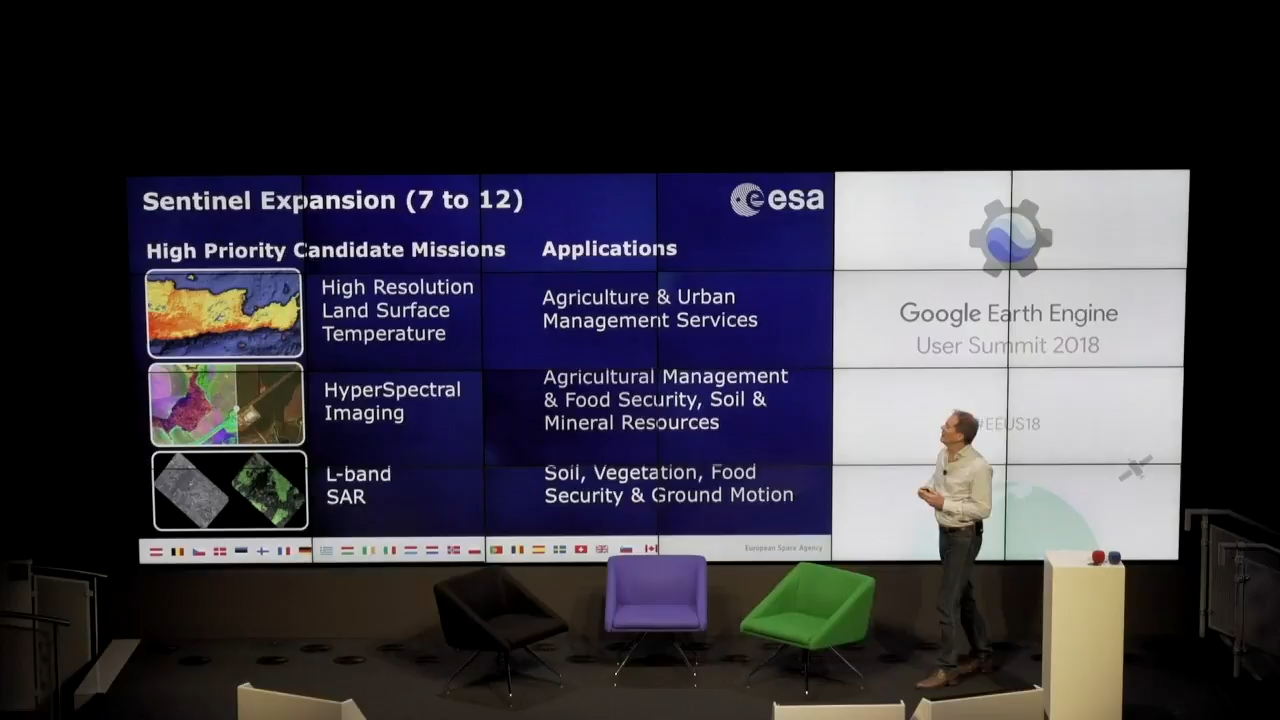 Sentinel Expansion (7 to 12)
esa
High Priority Candidate Missions
Applications
High Resolution
Land Surface
Temperature
Agriculture & Urban
Management Services
HyperSpectral
Imaging
Agricultural Management
& Food Security, Soil &
Mineral Resources
L-band
SAR
Soil, Vegetation, Food
Security & Ground Motion
European Space Agency
Google Earth Engine
User Summit 2018
#EEUS18